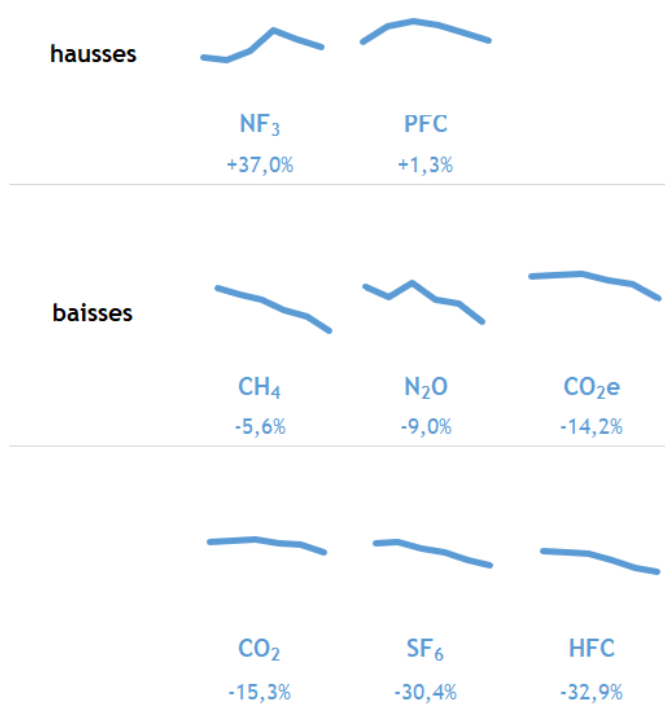 hausses
NF₃ PFC
+37,0% +1,3%
baisses
CH₄ N₂O CO₂e
-5,6% -9,0% -14,2%
CO₂ SF₆ HFC
-15,3% -30,4% -32,9%